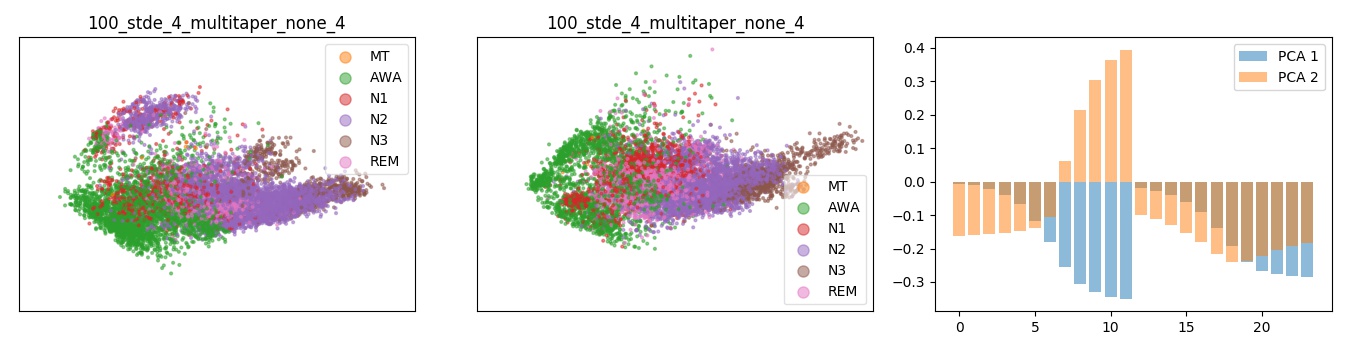 100_stde_4_multitaper_none_4
MT
AWA
N1
N2
N3
REM
100_stde_4_multitaper_none_4
MT
AWA
N1
N2
N3
REM
PCA 1
PCA 2
0.4
0.3
0.2
0.1
0.0
−0.1
−0.2
−0.3
0
5
10
15
20